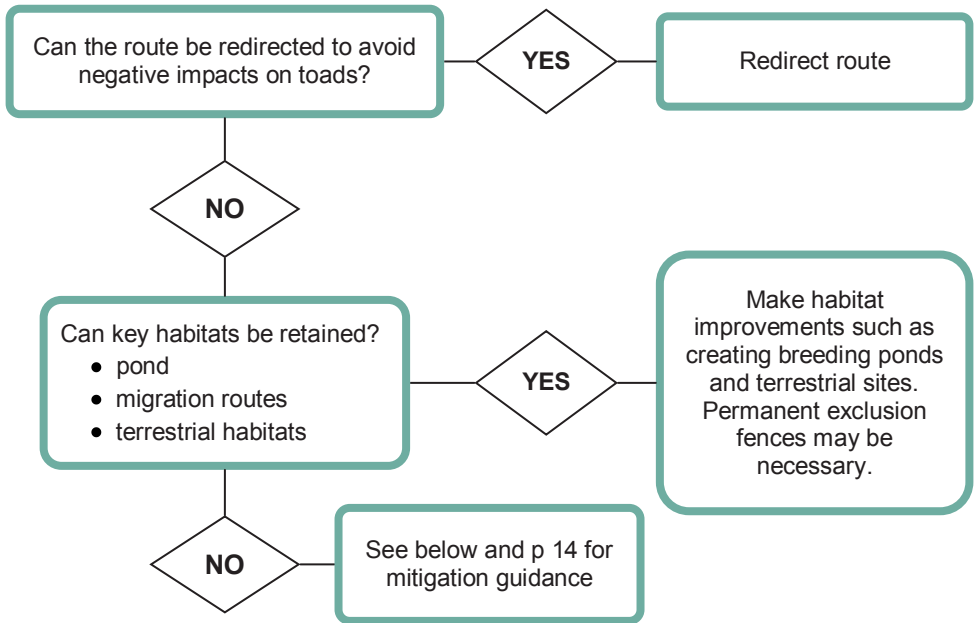 Can the route be redirected to avoid
negative impacts on toads?
YES
Redirect route
NO
Can key habitats be retained?
• pond
• migration routes
• terrestrial habitats
YES
Make habitat
improvements such as
creating breeding ponds
and terrestrial sites.
Permanent exclusion
fences may be
necessary.
NO
See below and p 14 for
mitigation guidance